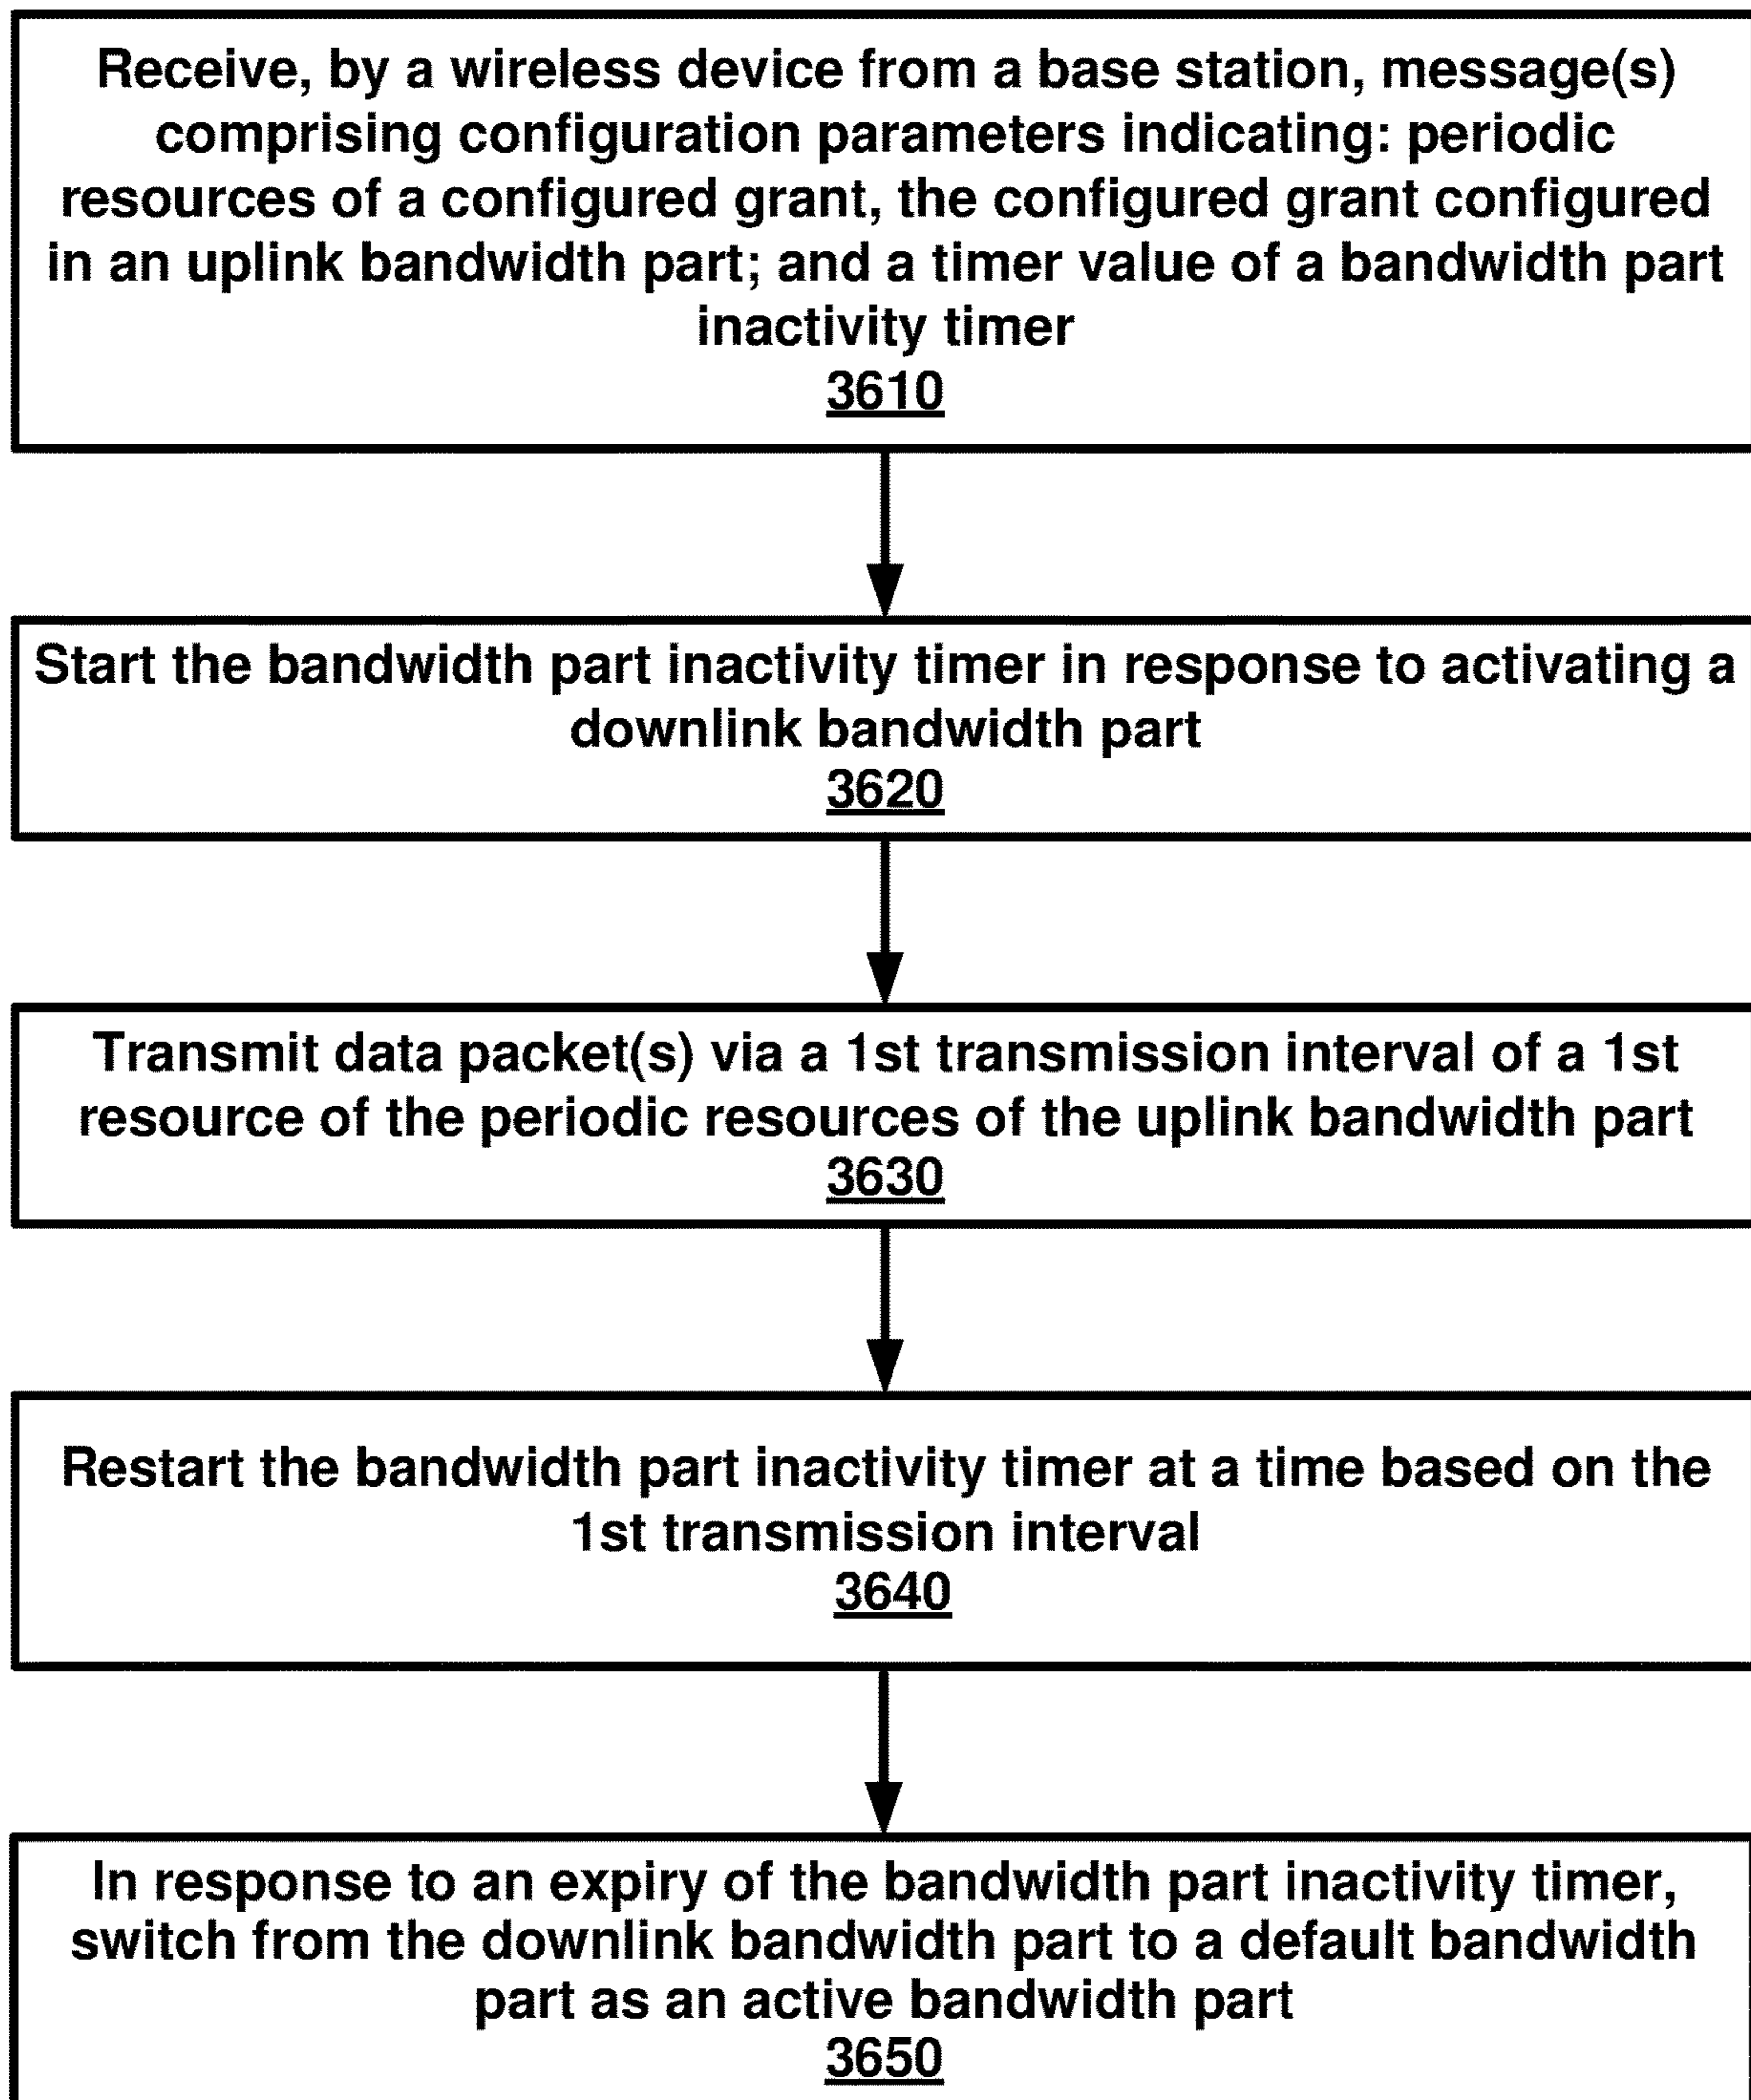 Receive, by a wireless device from a base station, message(s)
comprising configuration parameters indicating: periodic
resources of a configured grant, the configured grant configured
in an uplink bandwidth part; and a timer value of a bandwidth part
inactivity timer
3610
Start the bandwidth part inactivity timer in response to activating a
downlink bandwidth part
3620
Transmit data packet(s) via a 1st transmission interval of a 1st
resource of the periodic resources of the uplink bandwidth part
3630
Restart the bandwidth part inactivity timer at a time based on the
1st transmission interval
3640
In response to an expiry of the bandwidth part inactivity timer,
switch from the downlink bandwidth part to a default bandwidth
part as an active bandwidth part
3650